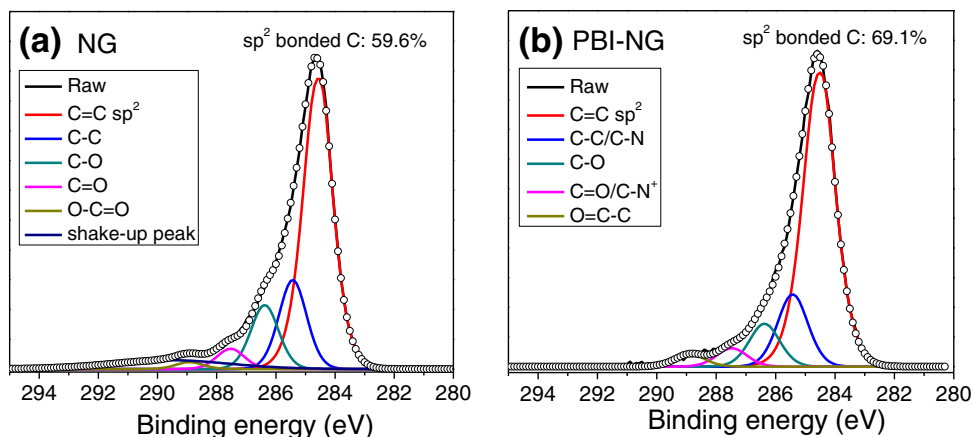 (a) NG
sp² bonded C: 59.6%
Raw
C=C sp²
C-C
C-O
C=O
O-C=O
shake-up peak
294 292 290 288 286 284 282 280
Binding energy (eV)
(b) PBI-NG
sp² bonded C: 69.1%
Raw
C=C sp²
C-C/C-N
C-O
C=O/C-N⁺
O=C-C
294 292 290 288 286 284 282 280
Binding energy (eV)